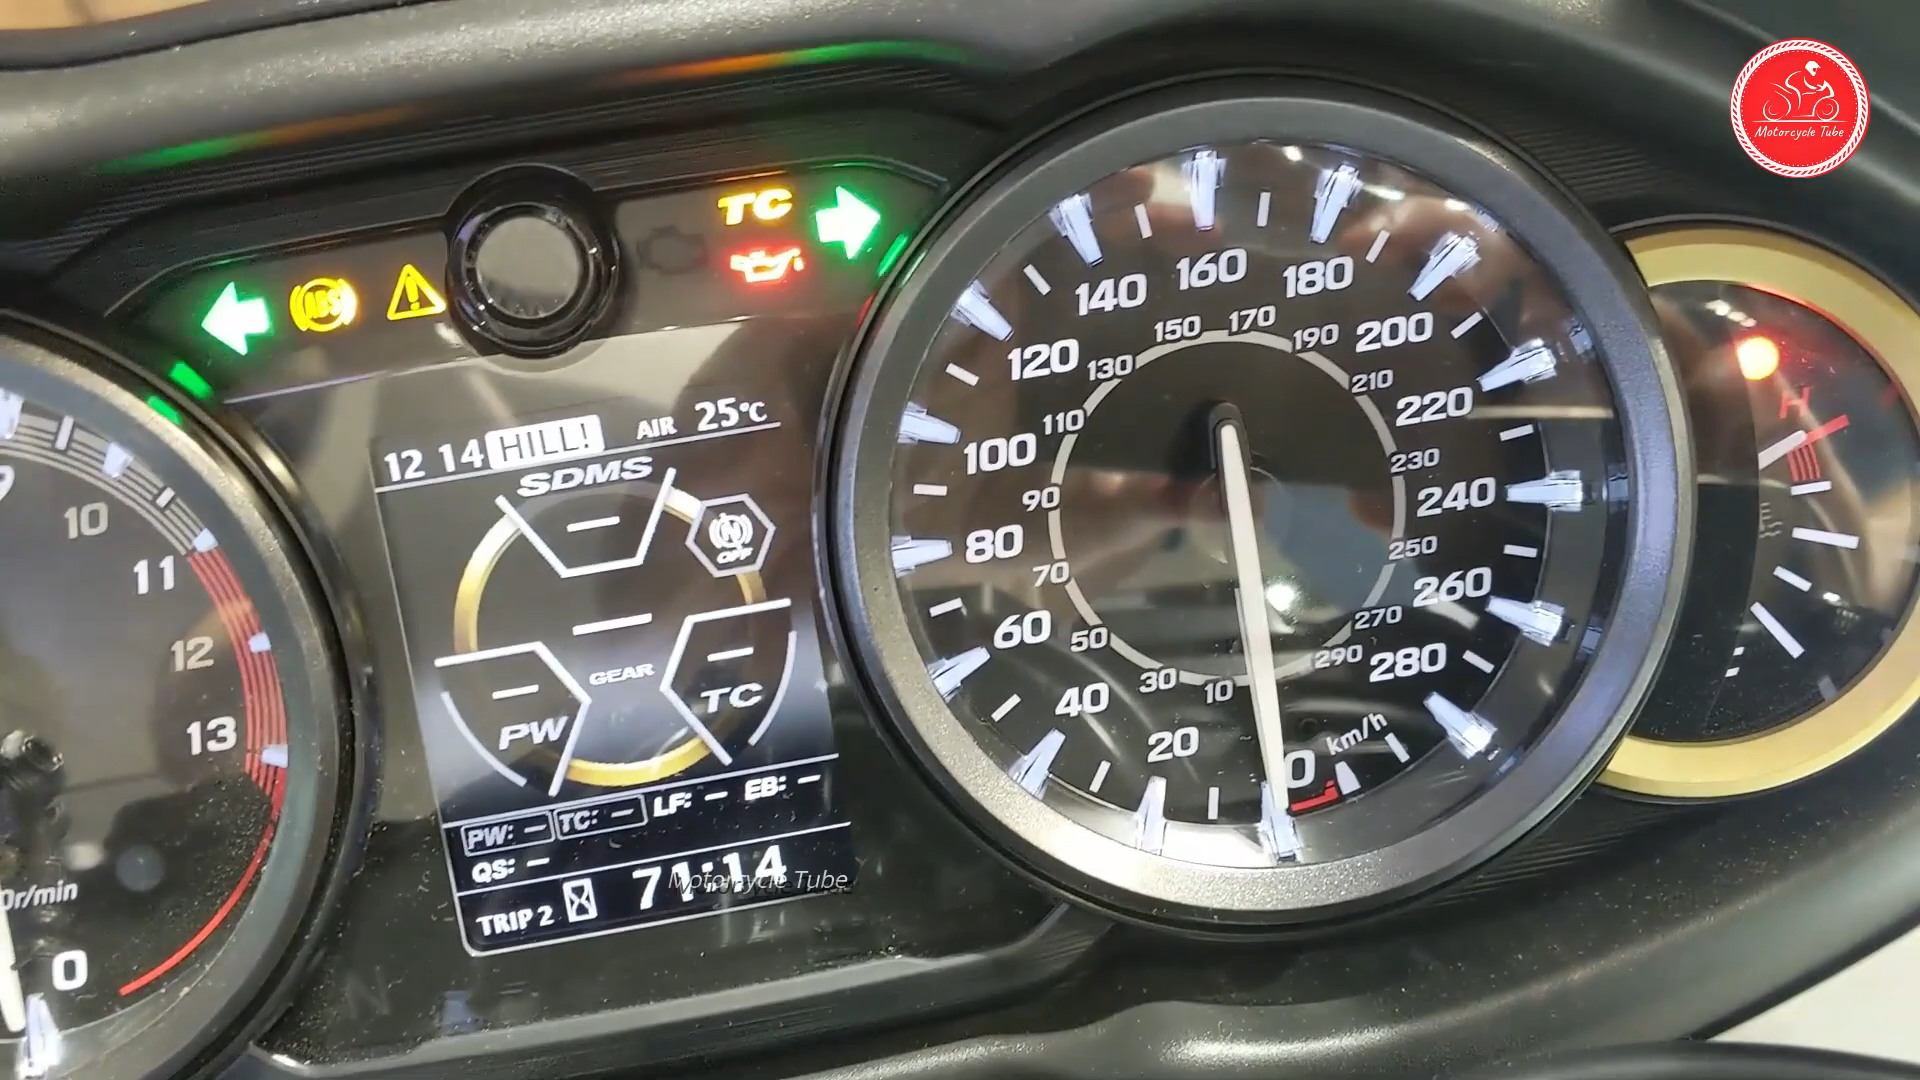 Motorcycle Tube
TC
ABS
12 14 HILL! AIR 25°C
SDMS
OFF
GEAR
PW
TC
PW: – TC: – LF: – EB: –
QS: –
TRIP 2 71:14
Motorcycle Tube
10
11
12
13
0
0r/min
0
20
40
60
80
100
120
140
160
180
200
220
240
260
280
km/h
10
30
50
70
90
110
130
150
170
190
210
230
250
270
290
H